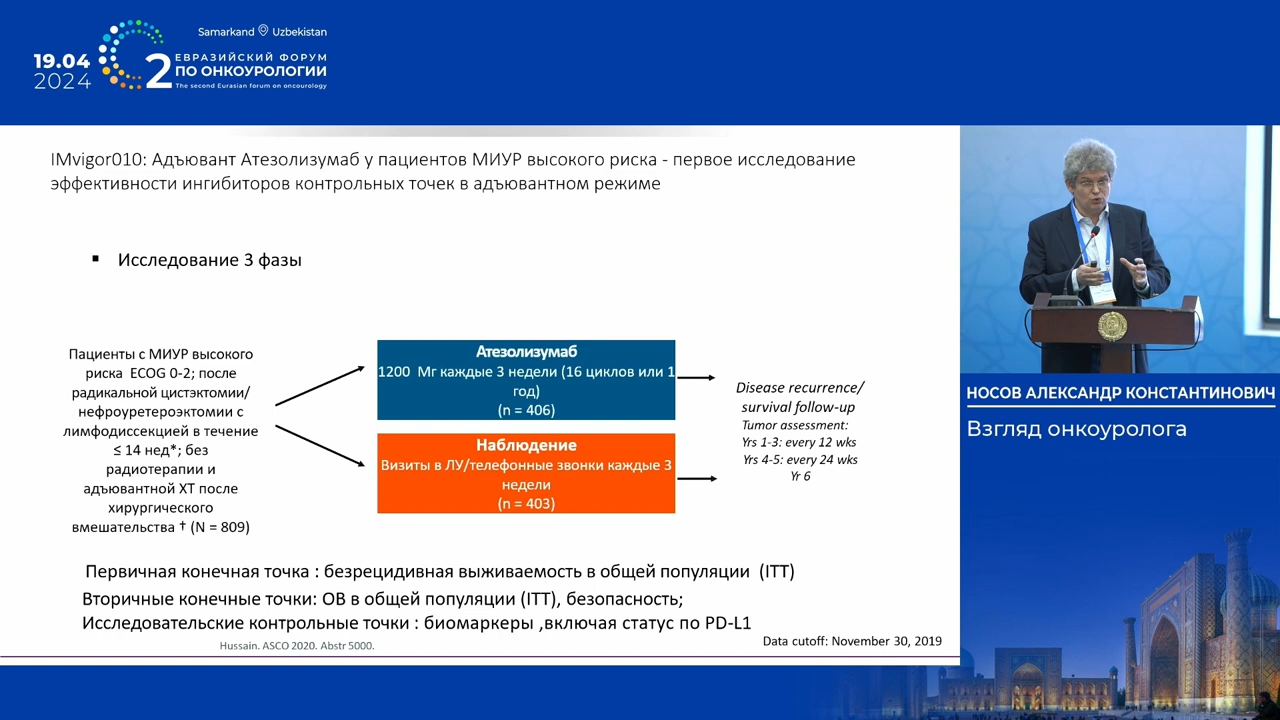 Samarkand Uzbekistan
19.04
2024
2
ЕВРАЗИЙСКИЙ ФОРУМ
ПО ОНКОУРОЛОГИИ
The second Eurasian forum on oncourology
IMvigor010: Адъювант Атезолизумаб у пациентов МИУР высокого риска - первое исследование
эффективности ингибиторов контрольных точек в адъювантном режиме
▪ Исследование 3 фазы
Пациенты с МИУР высокого
риска ECOG 0-2; после
радикальной цистэктомии/
нефроуретероэктомии с
лимфодиссекцией в течение
≤ 14 нед*; без
радиотерапии и
адъювантной ХТ после
хирургического
вмешательства † (N = 809)
Атезолизумаб
1200 Мг каждые 3 недели (16 циклов или 1
год)
(n = 406)
Наблюдение
Визиты в ЛУ/телефонные звонки каждые 3
недели
(n = 403)
Disease recurrence/
survival follow-up
Tumor assessment:
Yrs 1-3: every 12 wks
Yrs 4-5: every 24 wks
Yr 6
Первичная конечная точка : безрецидивная выживаемость в общей популяции (ITT)
Вторичные конечные точки: ОВ в общей популяции (ITT), безопасность;
Исследовательские контрольные точки : биомаркеры ,включая статус по PD-L1
Hussain. ASCO 2020. Abstr 5000.
Data cutoff: November 30, 2019
НОСОВ АЛЕКСАНДР КОНСТАНТИНОВИЧ
Взгляд онкоуролога